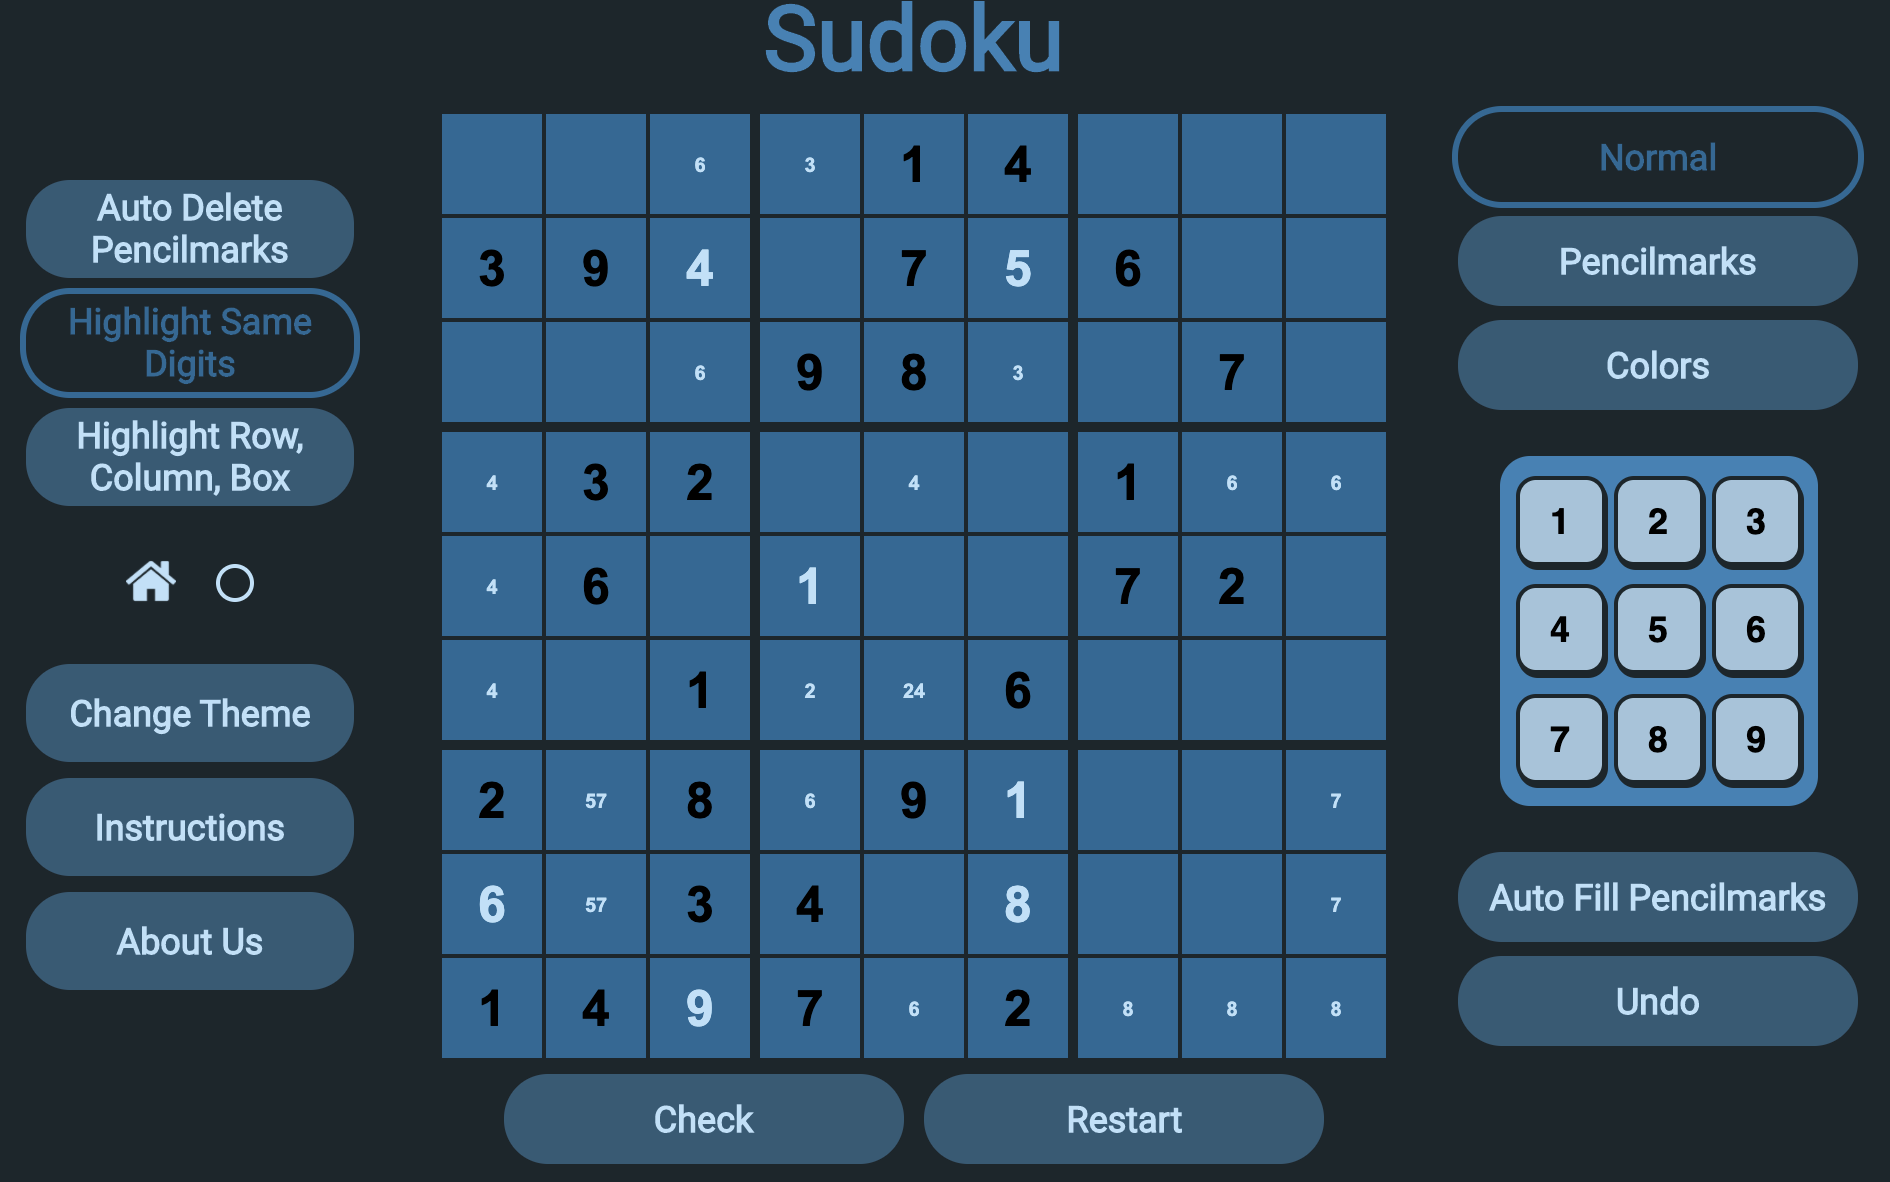 Sudoku
Auto Delete
Pencilmarks
Highlight Same
Digits
Highlight Row,
Column, Box
Change Theme
Instructions
About Us
6 3 1 4
3 9 4 7 5 6
6 9 8 3 7
4 3 2 4 1 6 6
4 6 1 7 2
4 1 2 24 6
2 57 8 6 9 1 7
6 57 3 4 8 7
1 4 9 7 6 2 8 8 8
Check
Restart
Normal
Pencilmarks
Colors
1 2 3
4 5 6
7 8 9
Auto Fill Pencilmarks
Undo